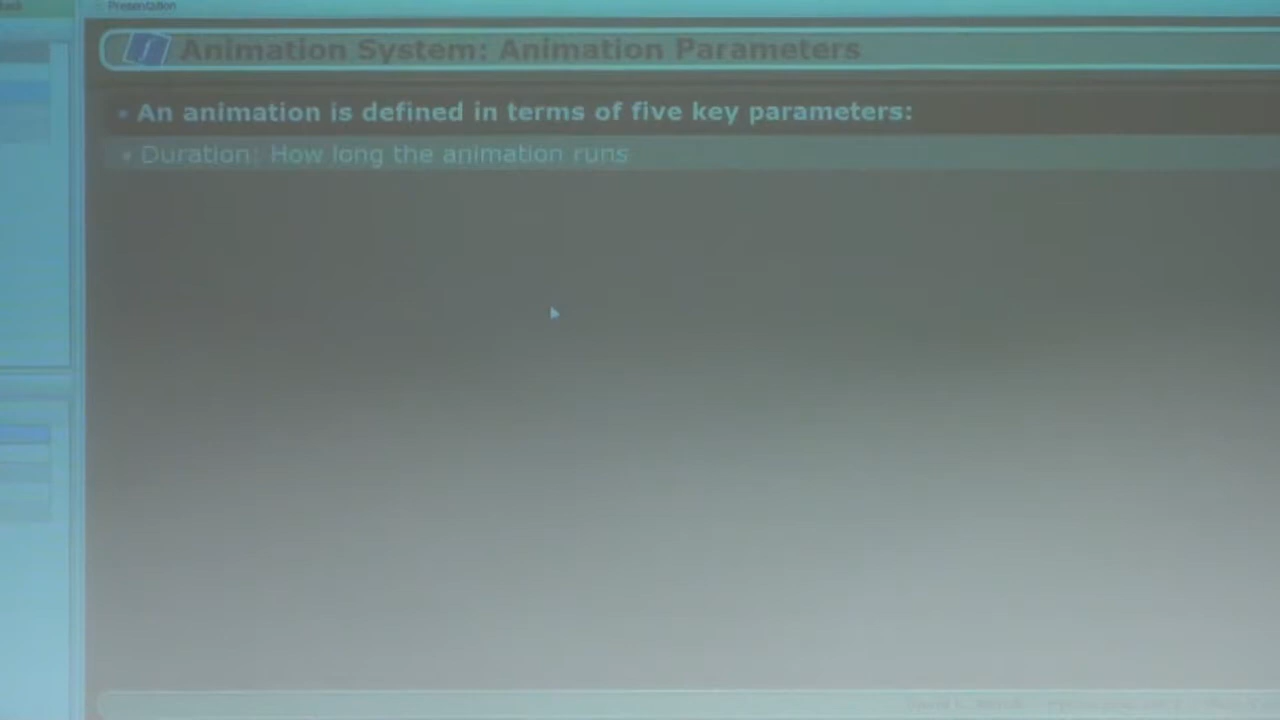 Presentation
Animation System: Animation Parameters
• An animation is defined in terms of five key parameters:
• Duration: How long the animation runs